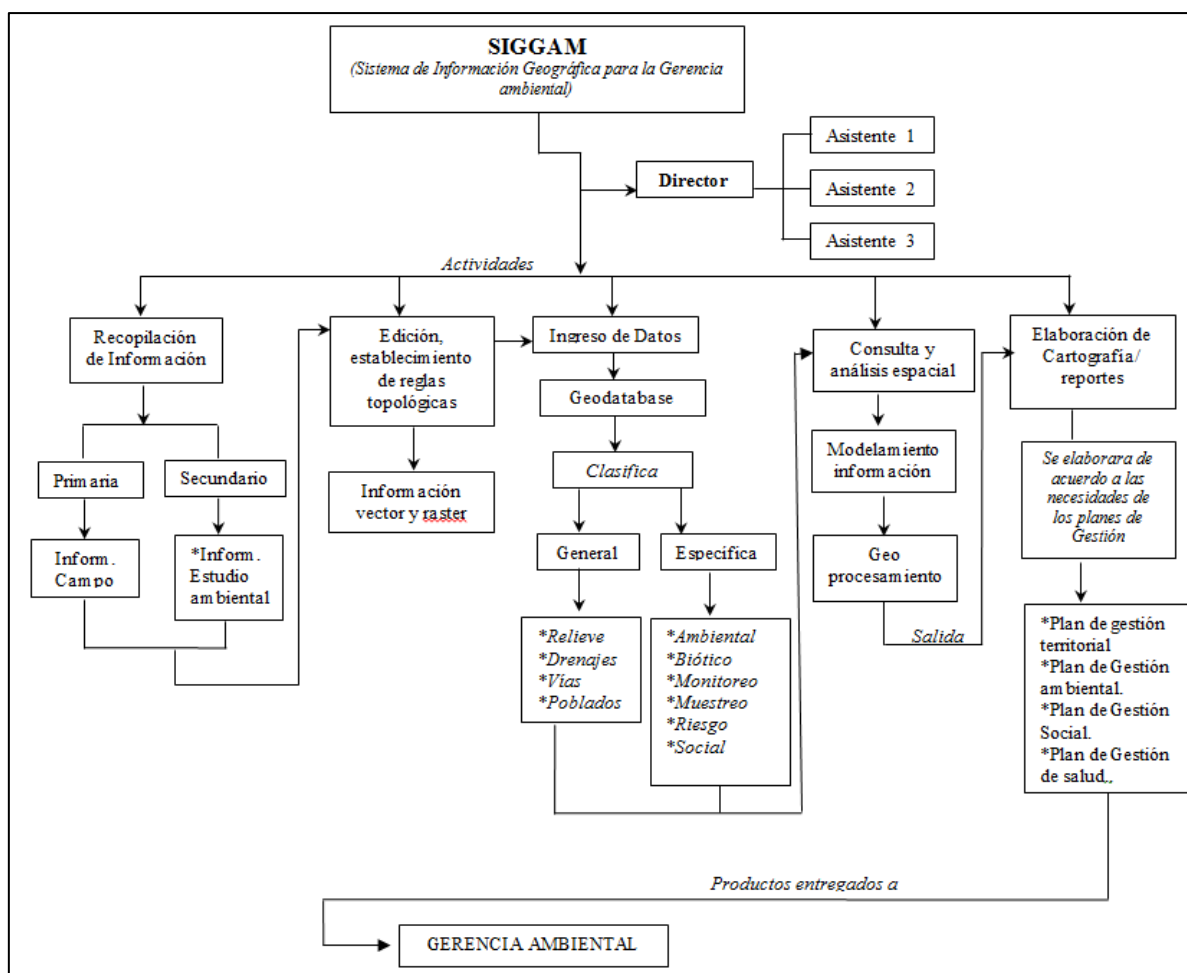 SIGGAM
(Sistema de Información Geográfica para la Gerencia
ambiental)
Asistente 1
Director
Asistente 2
Asistente 3
Actividades
Recopilación
de Información
Primaria
Secundario
Inform.
Campo
*Inform.
Estudio
ambiental
Edición,
establecimiento
de reglas
topológicas
Información
vector y raster
Ingreso de Datos
Geodatabase
Clasifica
General
Especifica
*Relieve
*Drenajes
*Vías
*Poblados
*Ambiental
*Biótico
*Monitoreo
*Muestreo
*Riesgo
*Social
Consulta y
análisis espacial
Modelamiento
información
Geo
procesamiento
Salida
Elaboración de
Cartografía/
reportes
Se elaborara de
acuerdo a las
necesidades de
los planes de
Gestión
*Plan de gestión
territorial
*Plan de Gestión
ambiental.
*Plan de Gestión
Social.
*Plan de Gestión
de salud,,
Productos entregados a
GERENCIA AMBIENTAL